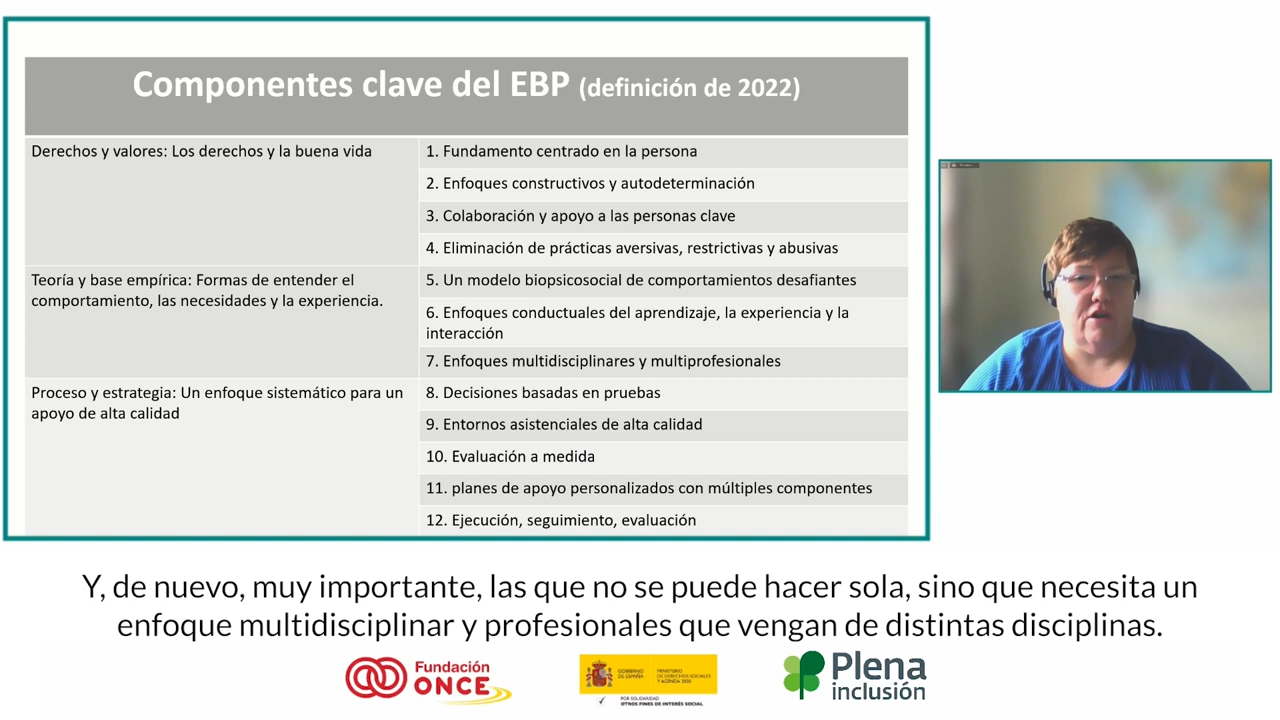 Componentes clave del EBP (definición de 2022)
Derechos y valores: Los derechos y la buena vida
1. Fundamento centrado en la persona
2. Enfoques constructivos y autodeterminación
3. Colaboración y apoyo a las personas clave
4. Eliminación de prácticas aversivas, restrictivas y abusivas
Teoría y base empírica: Formas de entender el
comportamiento, las necesidades y la experiencia.
5. Un modelo biopsicosocial de comportamientos desafiantes
6. Enfoques conductuales del aprendizaje, la experiencia y la
interacción
7. Enfoques multidisciplinares y multiprofesionales
Proceso y estrategia: Un enfoque sistemático para un
apoyo de alta calidad
8. Decisiones basadas en pruebas
9. Entornos asistenciales de alta calidad
10. Evaluación a medida
11. planes de apoyo personalizados con múltiples componentes
12. Ejecución, seguimiento, evaluación
Y, de nuevo, muy importante, las que no se puede hacer sola, sino que necesita un
enfoque multidisciplinar y profesionales que vengan de distintas disciplinas.
Fundación
ONCE
GOBIERNO
DE ESPAÑA
MINISTERIO
DE DERECHOS SOCIALES
Y AGENDA 2030
POR SOLIDARIDAD
OTROS FINES DE INTERÉS SOCIAL
Plena
inclusión